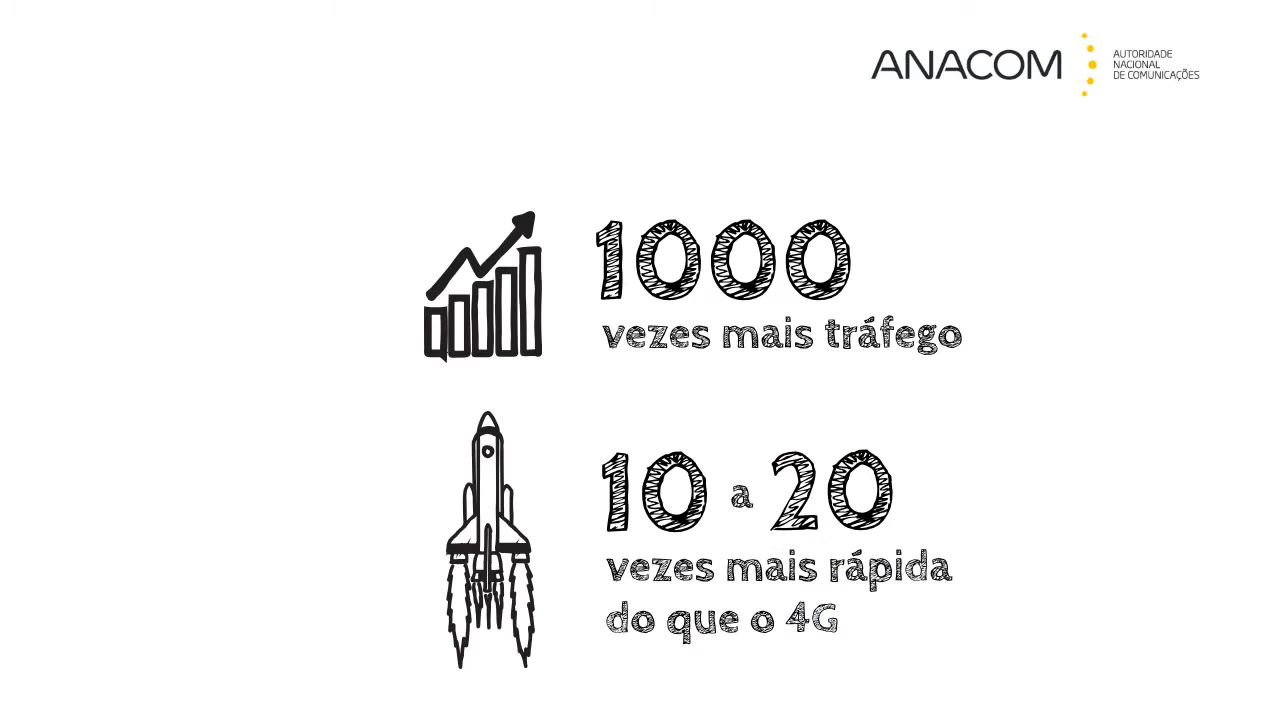 ANACOM
AUTORIDADE
NACIONAL
DE COMUNICAÇÕES
1000
vezes mais tráfego
10 a 20
vezes mais rápida
do que o 4G